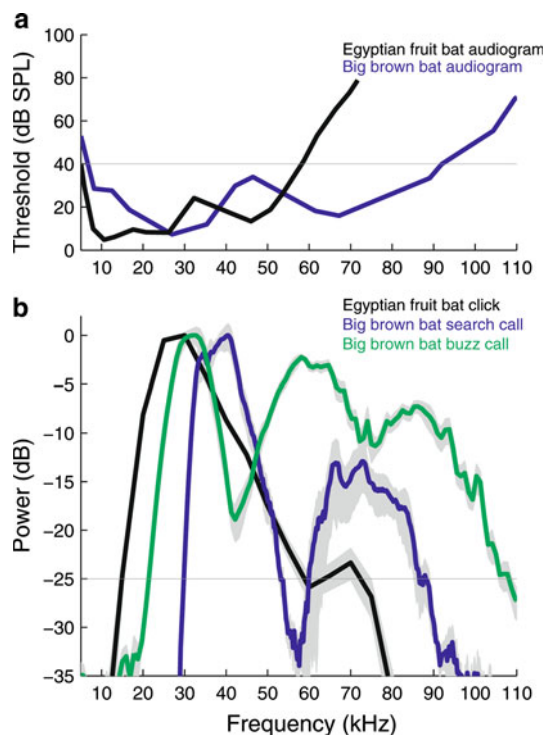 a
Egyptian fruit bat audiogram
Big brown bat audiogram
Threshold (dB SPL)
100
80
60
40
20
0
10 20 30 40 50 60 70 80 90 100 110
b
Egyptian fruit bat click
Big brown bat search call
Big brown bat buzz call
Power (dB)
0
−5
−10
−15
−20
−25
−30
−35
10 20 30 40 50 60 70 80 90 100 110
Frequency (kHz)